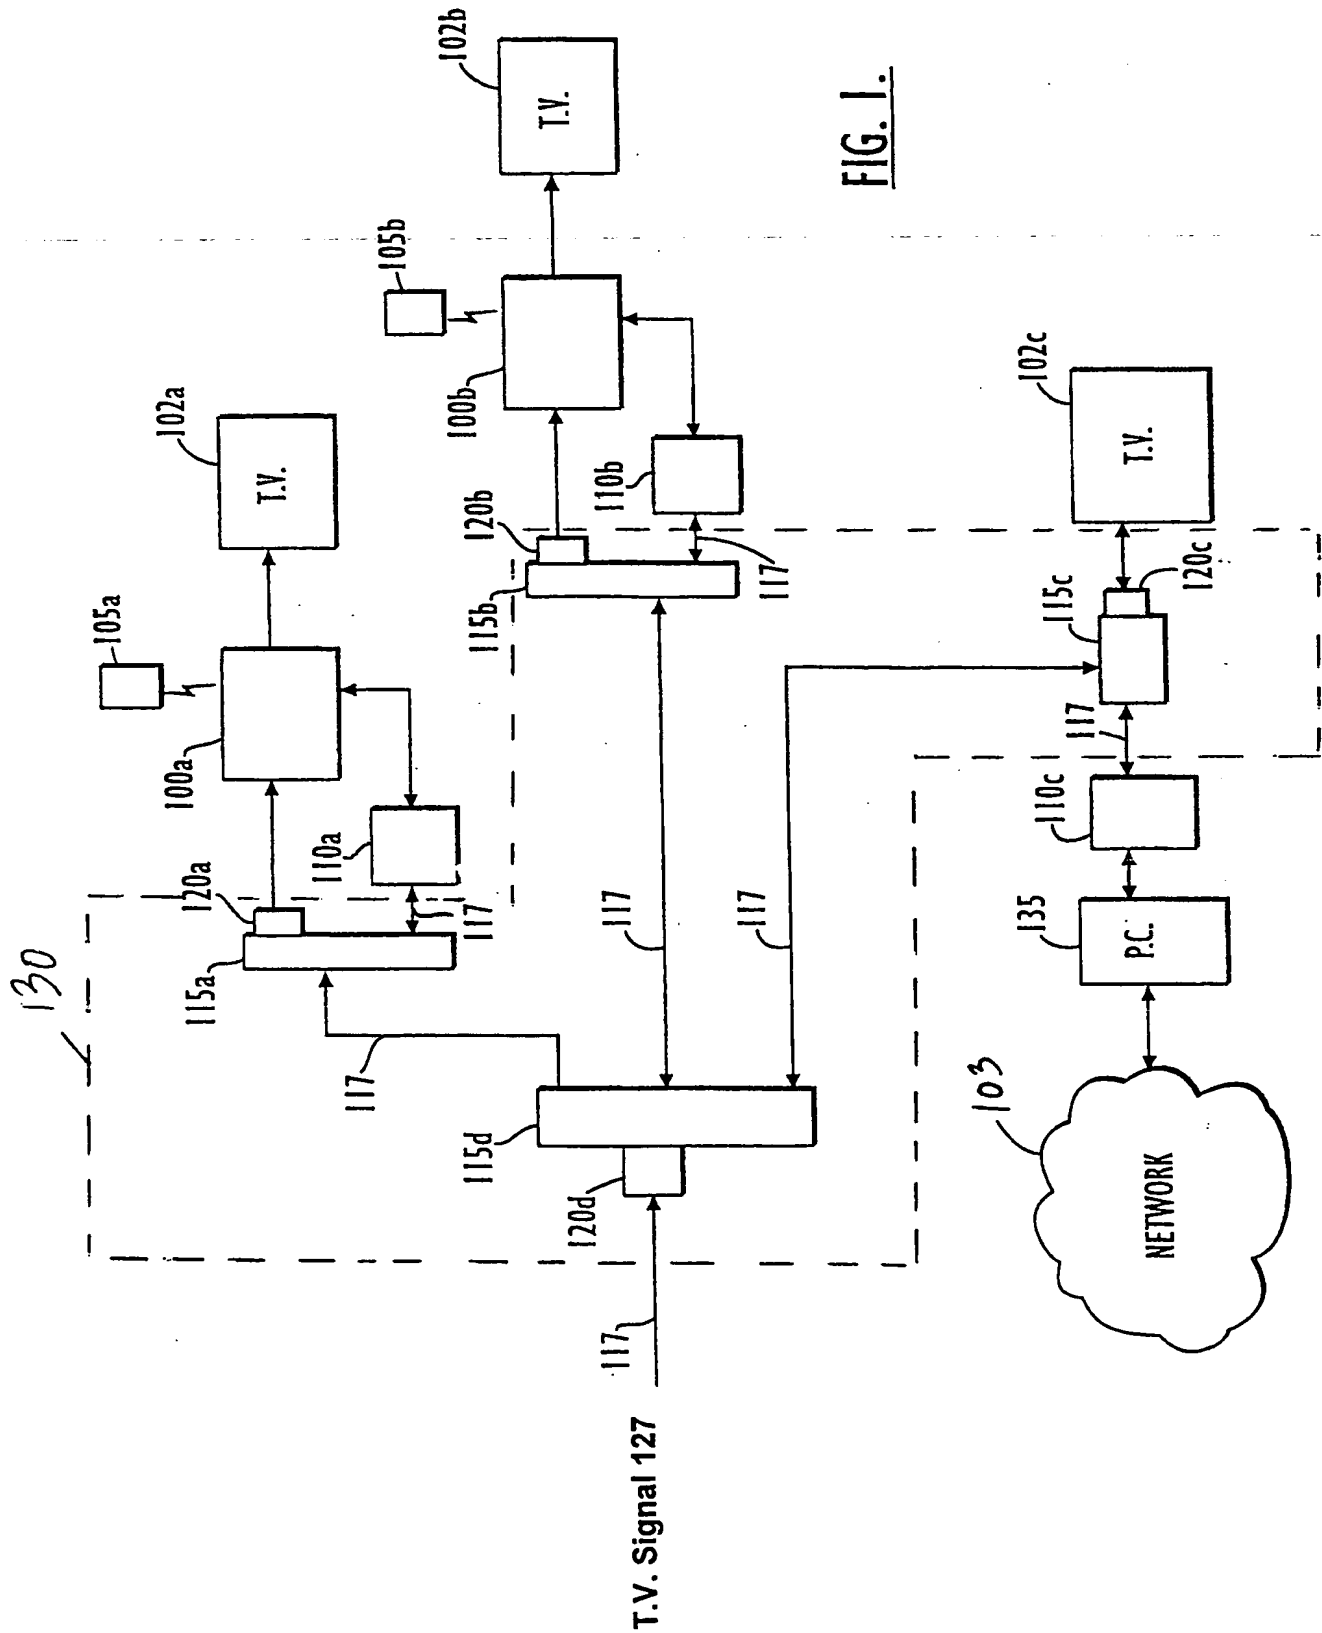 130
120a
115a
100a
105a
102a
T.V.
110a
117
117
115d
120d
117
T.V. Signal 127
117
117
115b
120b
100b
105b
102b
T.V.
110b
117
103
NETWORK
135
P.C.
110c
117
115c
120c
102c
T.V.
FIG. 1.